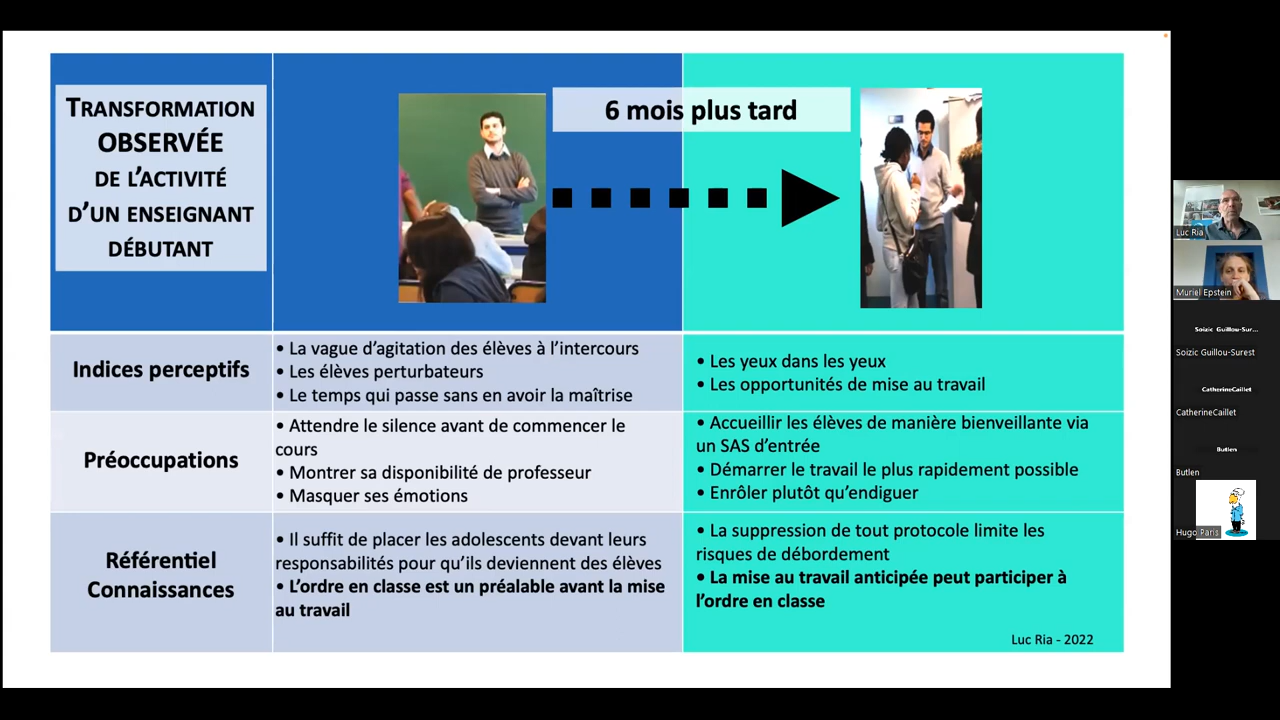 TRANSFORMATION
OBSERVÉE
DE L'ACTIVITÉ
D'UN ENSEIGNANT
DÉBUTANT
6 mois plus tard
Indices perceptifs
• La vague d'agitation des élèves à l'intercours
• Les élèves perturbateurs
• Le temps qui passe sans en avoir la maîtrise
• Les yeux dans les yeux
• Les opportunités de mise au travail
Préoccupations
• Attendre le silence avant de commencer le
cours
• Montrer sa disponibilité de professeur
• Masquer ses émotions
• Accueillir les élèves de manière bienveillante via
un SAS d'entrée
• Démarrer le travail le plus rapidement possible
• Enrôler plutôt qu'endiguer
Référentiel
Connaissances
• Il suffit de placer les adolescents devant leurs
responsabilités pour qu'ils deviennent des élèves
• L'ordre en classe est un préalable avant la mise
au travail
• La suppression de tout protocole limite les
risques de débordement
• La mise au travail anticipée peut participer à
l'ordre en classe
Luc Ria - 2022
Luc Ria
Muriel Epstein
Soizic Guillou-Sur...
Soizic Guillou-Surest
CatherineCaillet
CatherineCaillet
Butlen
Butlen
Hugo Paris